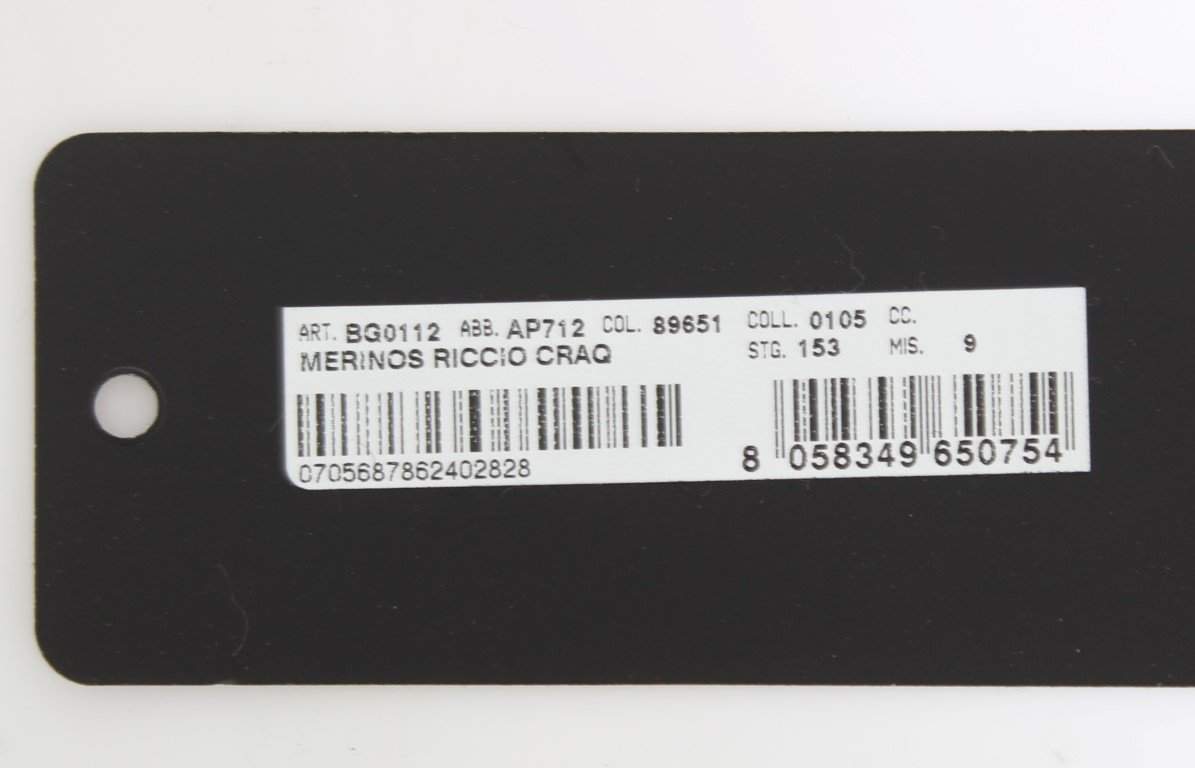 ART. BG0112 ABB. AP712 COL. 89651 COLL. 0105 CC.
MERINOS RICCIO CRAQ STG. 153 MIS. 9
0705687862402828
8 058349 650754